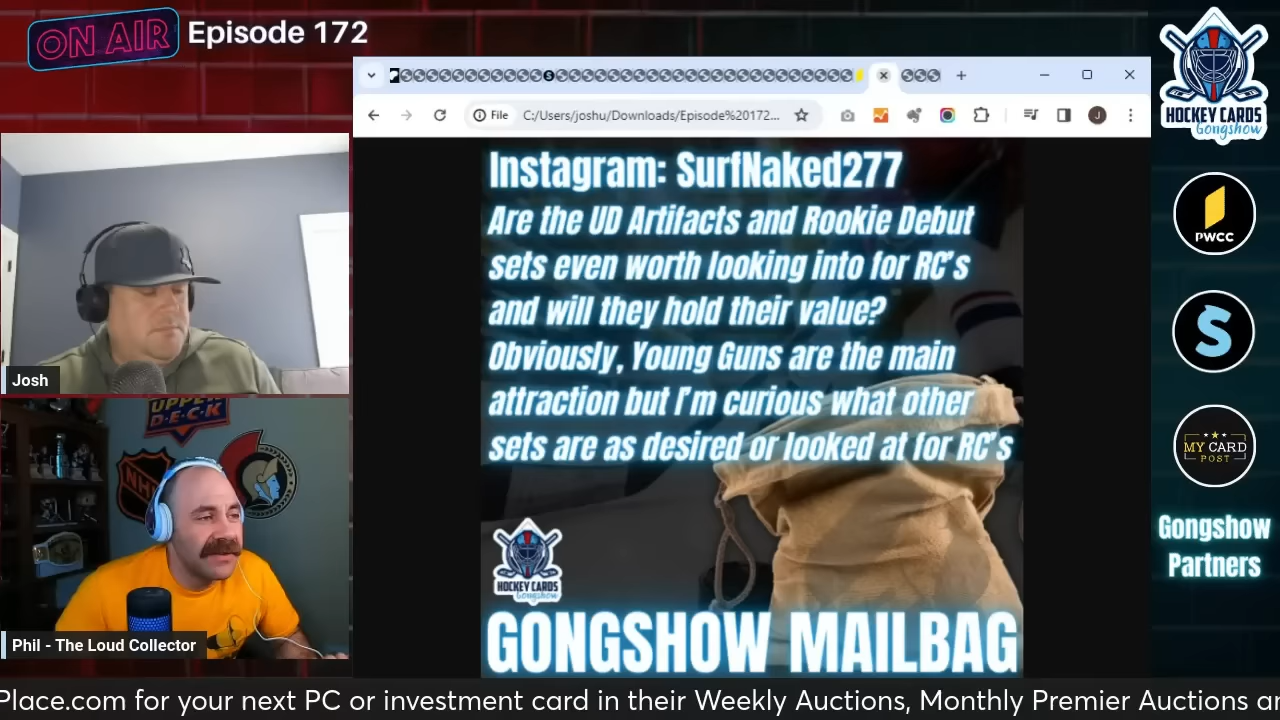 ON AIR
Episode 172
File
C:/Users/joshu/Downloads/Episode%20172...
J
HOCKEY CARDS
Gongshow
PWCC
S
MY CARD
POST
Gongshow
Partners
Instagram: SurfNaked277
Are the UD Artifacts and Rookie Debut
sets even worth looking into for RC's
and will they hold their value?
Obviously, Young Guns are the main
attraction but I'm curious what other
sets are as desired or looked at for RC's
HOCKEY CARDS
Gongshow
GONGSHOW MAILBAG
Josh
UPPER
DECK
NHL
Phil - The Loud Collector
Place.com for your next PC or investment card in their Weekly Auctions, Monthly Premier Auctions